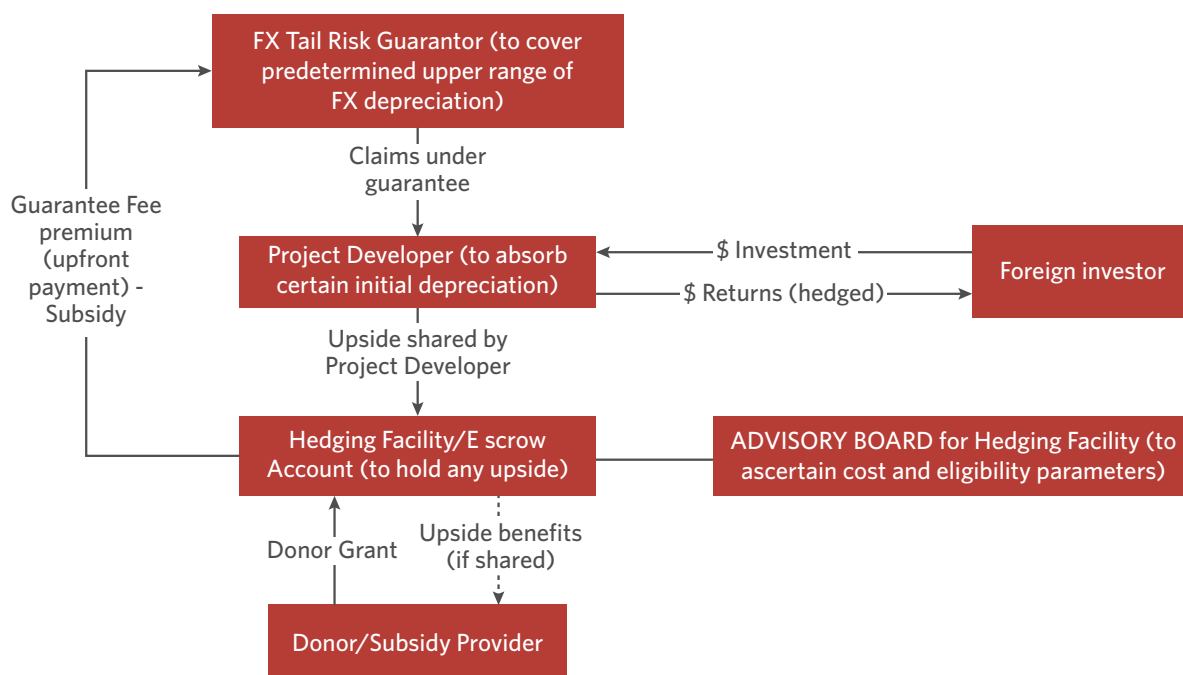 FX Tail Risk Guarantor (to cover
predetermined upper range of
FX depreciation)
Claims under
guarantee
Guarantee Fee
premium
(upfront
payment) -
Subsidy
Project Developer (to absorb
certain initial depreciation)
$ Investment
$ Returns (hedged)
Foreign investor
Upside shared by
Project Developer
Hedging Facility/E scrow
Account (to hold any upside)
ADVISORY BOARD for Hedging Facility (to
ascertain cost and eligibility parameters)
Donor Grant
Upside benefits
(if shared)
Donor/Subsidy Provider